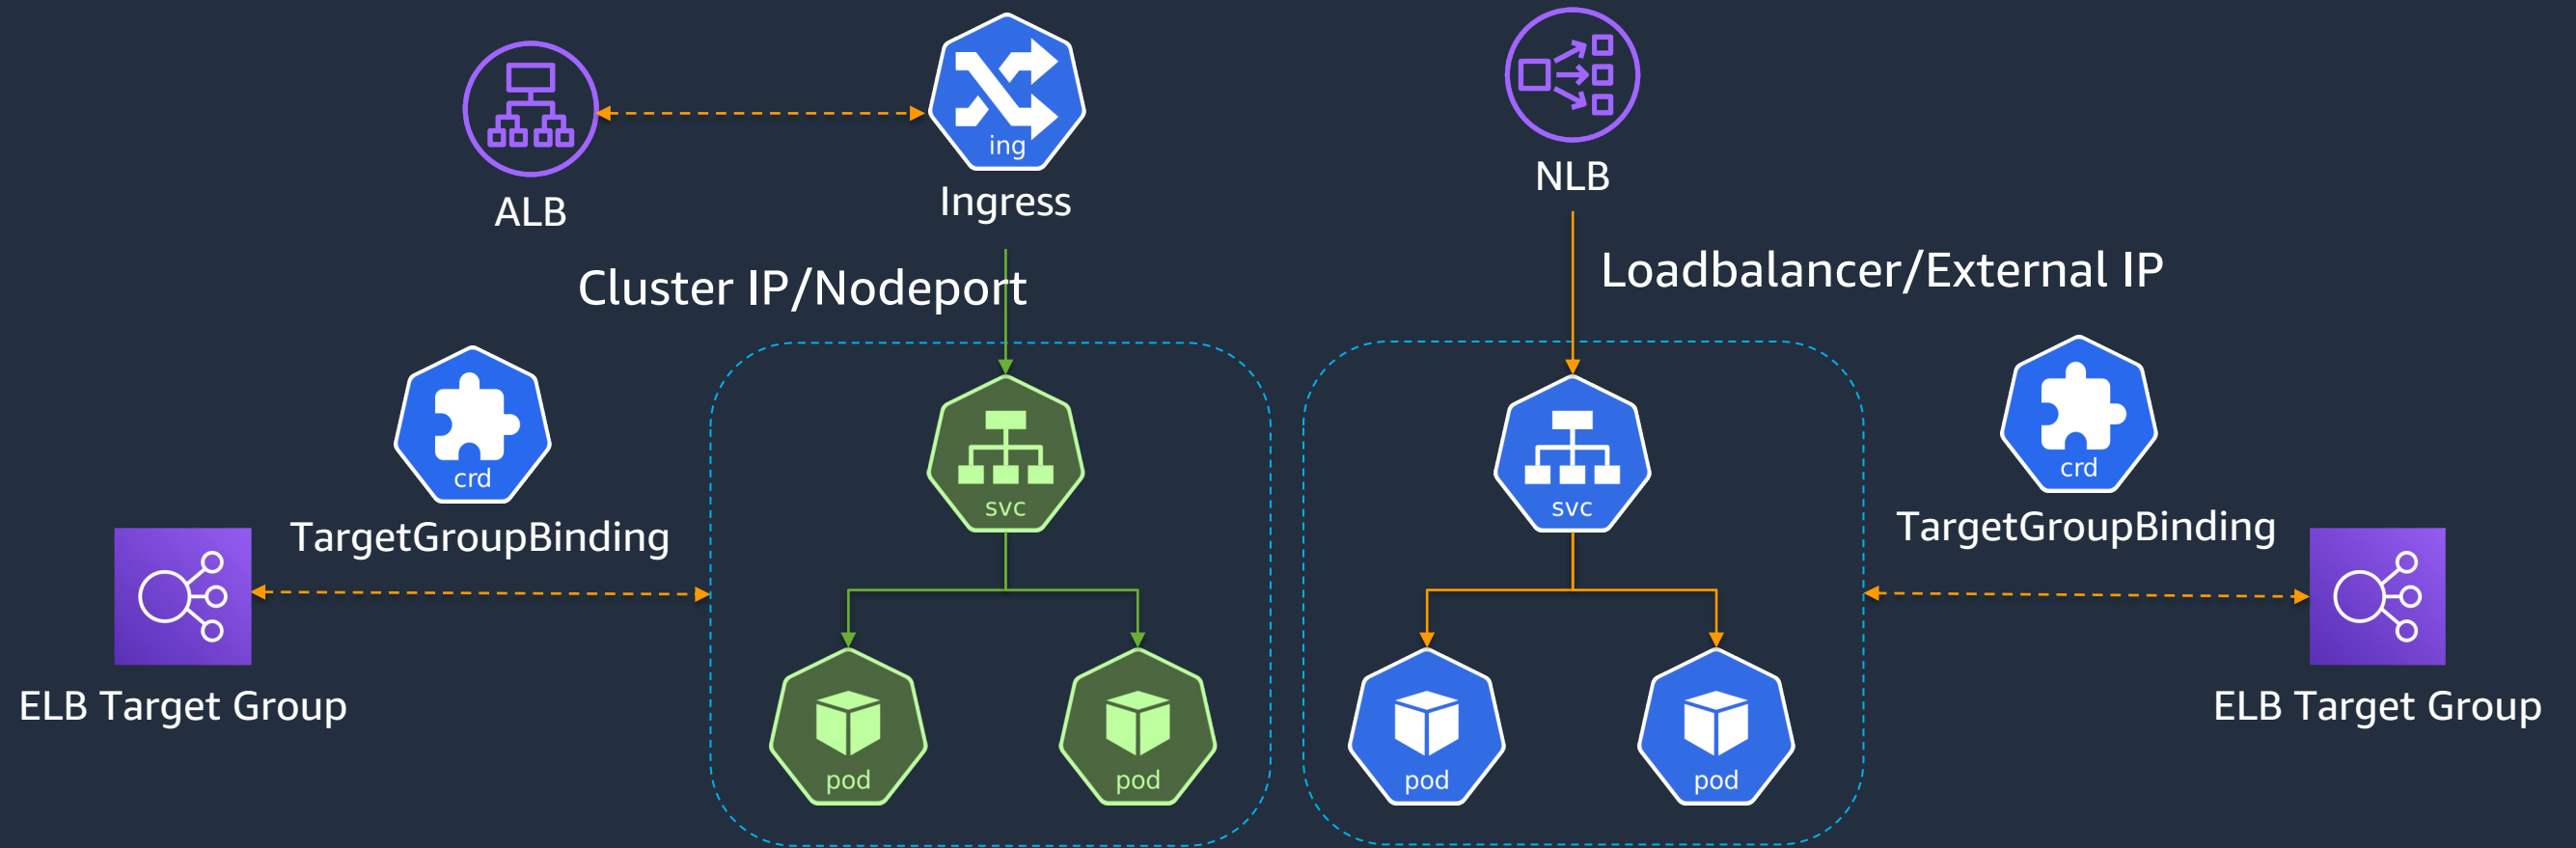 ALB
ing
Ingress
NLB
Cluster IP/Nodeport
Loadbalancer/External IP
crd
TargetGroupBinding
ELB Target Group
svc
pod
pod
svc
pod
pod
crd
TargetGroupBinding
ELB Target Group